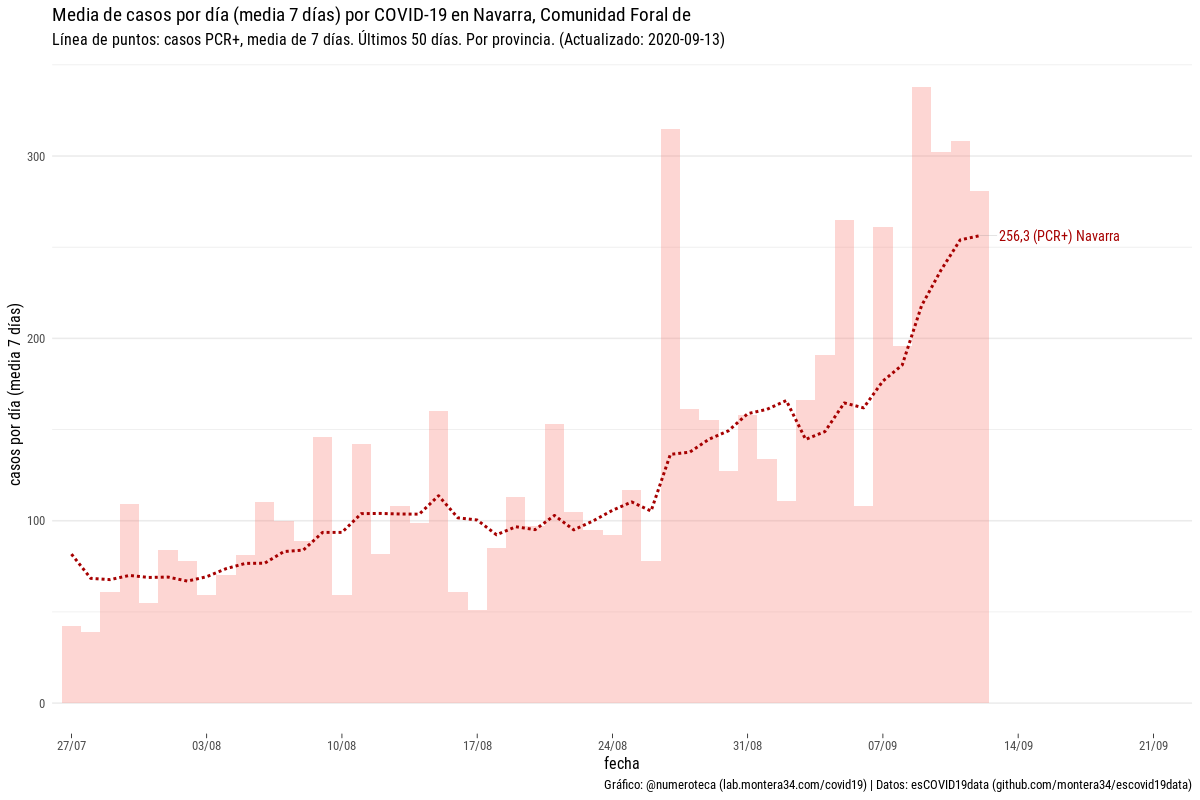 Media de casos por día (media 7 días) por COVID-19 en Navarra, Comunidad Foral de
Línea de puntos: casos PCR+, media de 7 días. Últimos 50 días. Por provincia. (Actualizado: 2020-09-13)
casos por día (media 7 días)
300
200
100
0
256,3 (PCR+) Navarra
27/07 03/08 10/08 17/08 24/08 31/08 07/09 14/09 21/09
fecha
Gráfico: @numeroteca (lab.montera34.com/covid19) | Datos: esCOVID19data (github.com/montera34/escovid19data)